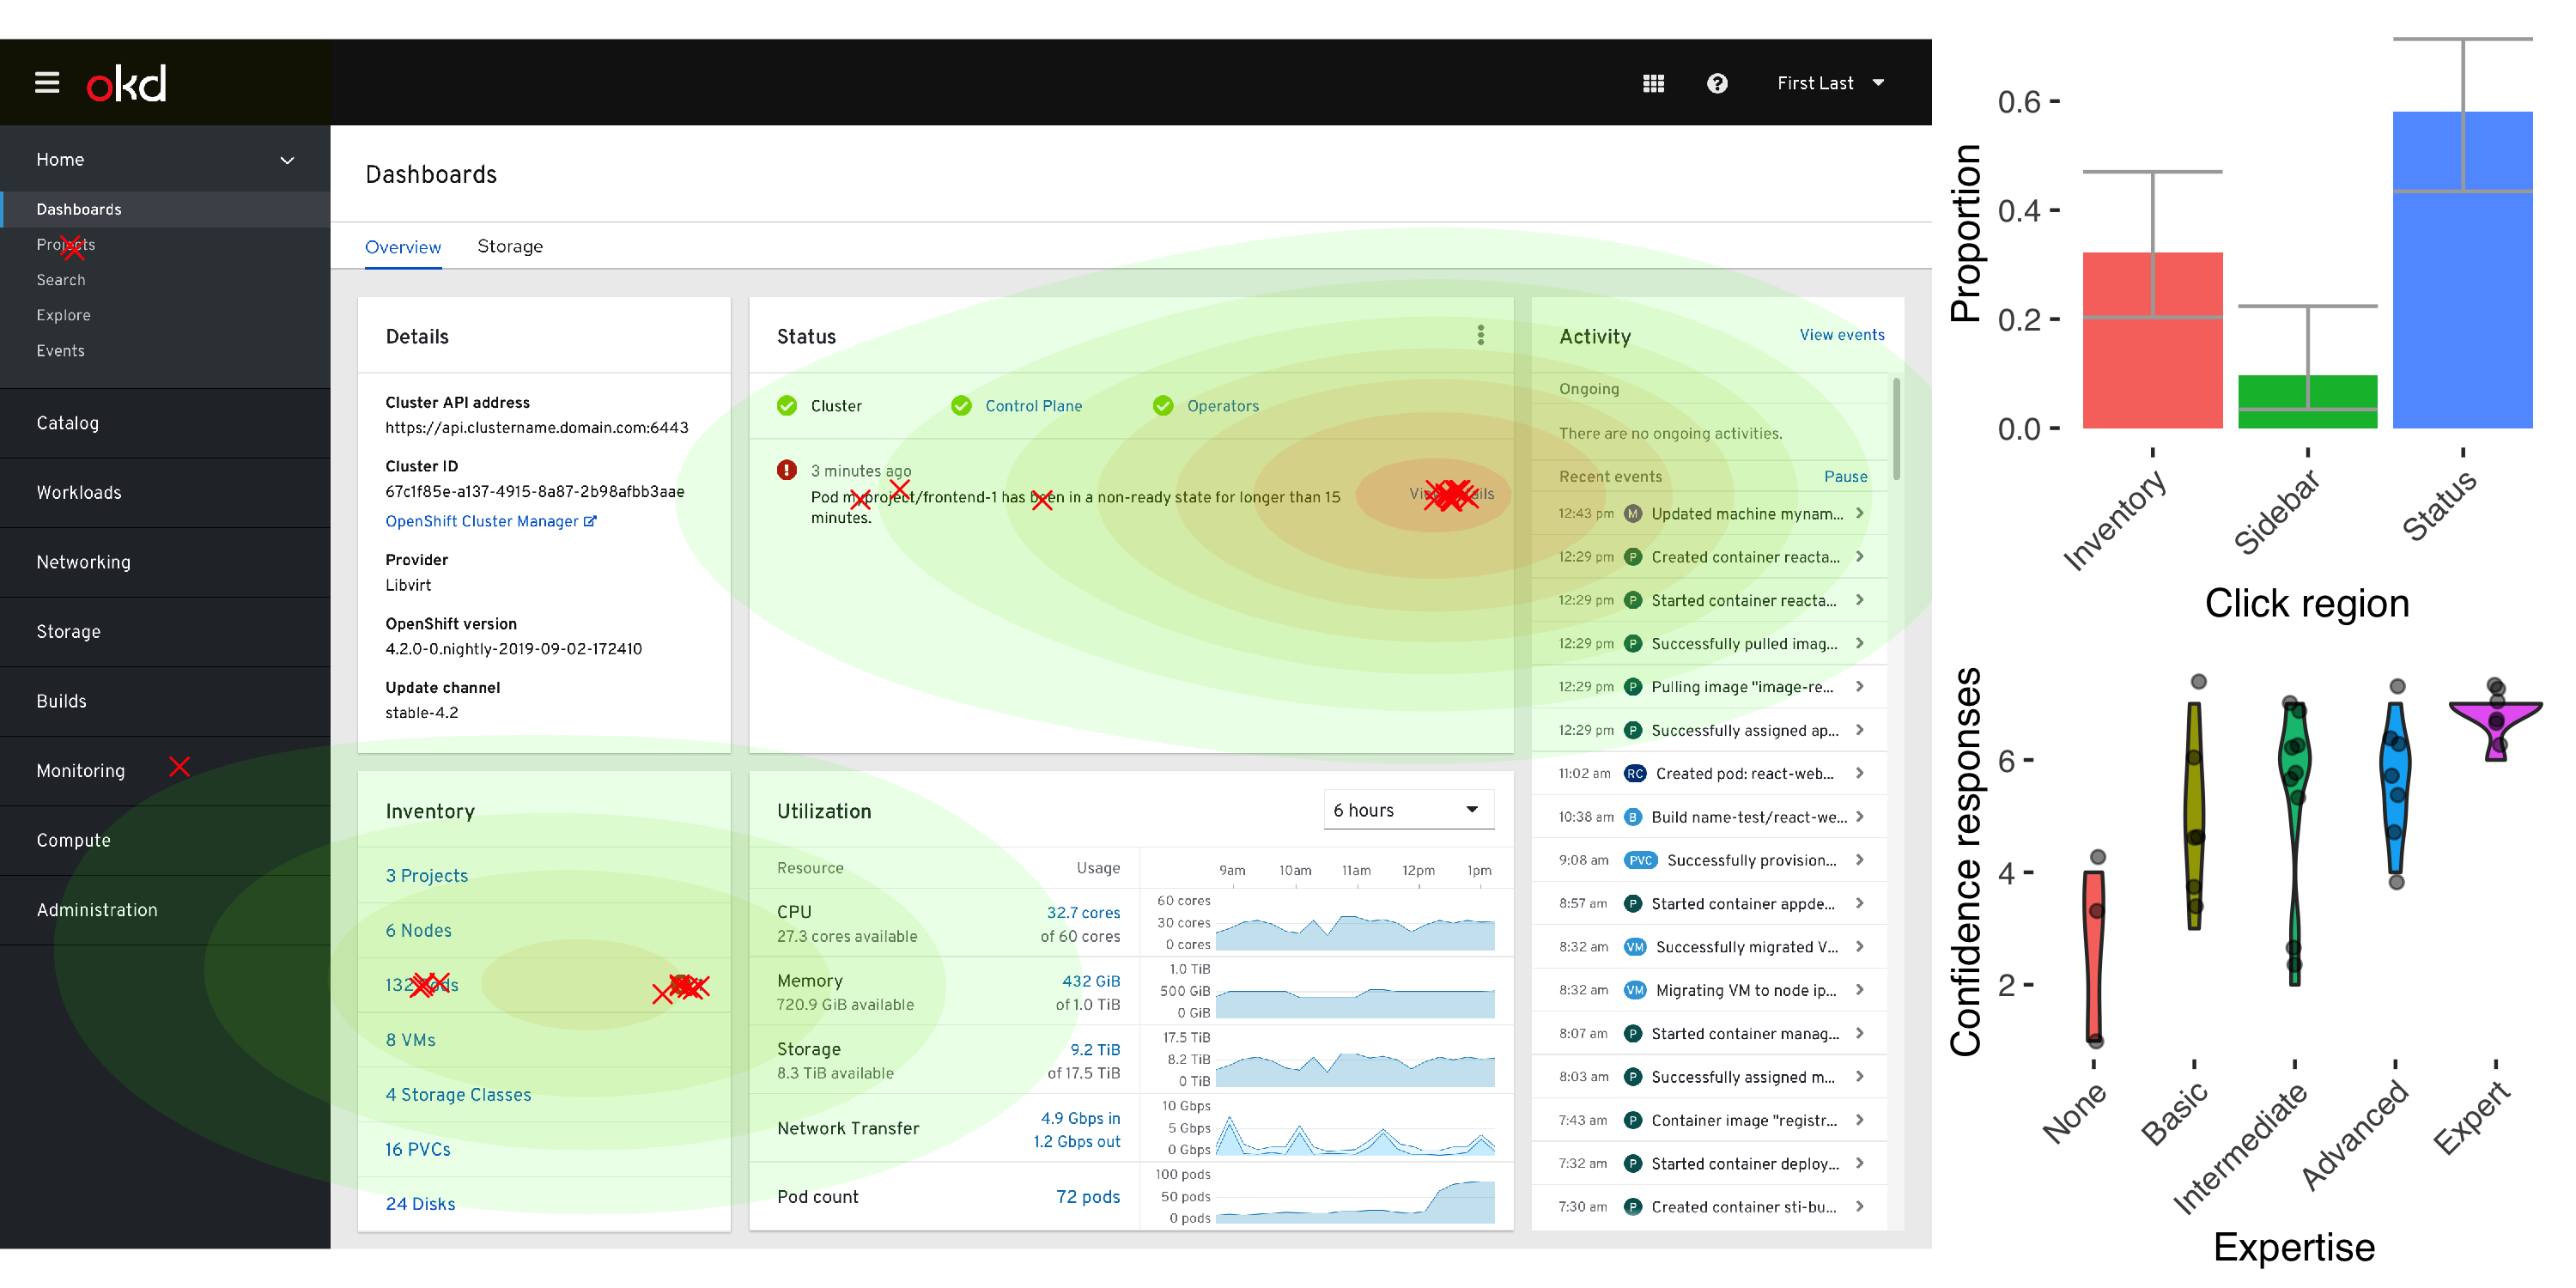 okd
First Last
Home
Dashboards
Projects
Search
Explore
Events
Catalog
Workloads
Networking
Storage
Builds
Monitoring
Compute
Administration
Dashboards
Overview Storage
Details
Cluster API address
https://api.clustername.domain.com:6443
Cluster ID
67c1f85e-a137-4915-8a87-2b98afbb3aae
OpenShift Cluster Manager
Provider
Libvirt
OpenShift version
4.2.0-0.nightly-2019-09-02-172410
Update channel
stable-4.2
Status
Cluster Control Plane Operators
3 minutes ago
Pod myproject/frontend-1 has been in a non-ready state for longer than 15
minutes.
Activity View events
Ongoing
There are no ongoing activities.
Recent events Pause
12:43 pm M Updated machine mynam...
12:29 pm P Created container reacta...
12:29 pm P Started container reacta...
12:29 pm P Successfully pulled imag...
12:29 pm P Pulling image "image-re...
12:29 pm P Successfully assigned ap...
11:02 am RC Created pod: react-web...
10:38 am B Build name-test/react-we...
9:08 am PVC Successfully provision...
8:57 am P Started container appde...
8:32 am VM Successfully migrated V...
8:32 am VM Migrating VM to node ip...
8:07 am P Started container manag...
8:03 am P Successfully assigned m...
7:43 am P Container image "registr...
7:32 am P Started container deploy...
7:30 am P Created container sti-bu...
Inventory
3 Projects
6 Nodes
132 Pods
8 VMs
4 Storage Classes
16 PVCs
24 Disks
Utilization 6 hours
Resource Usage 9am 10am 11am 12pm 1pm
CPU
27.3 cores available
32.7 cores
of 60 cores
60 cores
30 cores
0 cores
Memory
720.9 GiB available
432 GiB
of 1.0 TiB
1.0 TiB
500 GiB
0 GiB
Storage
8.3 TiB available
9.2 TiB
of 17.5 TiB
17.5 TiB
8.2 TiB
0 TiB
Network Transfer
4.9 Gbps in
1.2 Gbps out
10 Gbps
5 Gbps
0 Gbps
Pod count
72 pods
100 pods
50 pods
0 pods
Proportion
0.6
0.4
0.2
0.0
Inventory
Sidebar
Status
Click region
Confidence responses
6
4
2
None
Basic
Intermediate
Advanced
Expert
Expertise